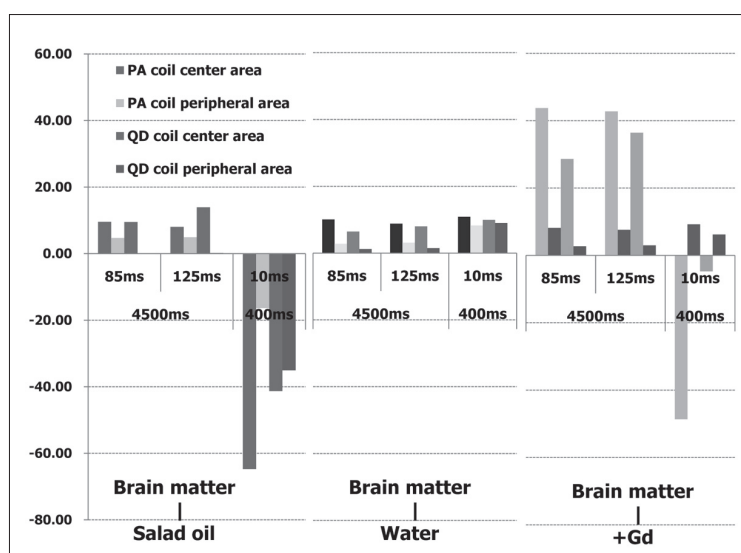 60.00
40.00
20.00
0.00
-20.00
-40.00
-60.00
-80.00
PA coil center area
PA coil peripheral area
QD coil center area
QD coil peripheral area
85ms 125ms 10ms 85ms 125ms 10ms 85ms 125ms 10ms
4500ms 400ms 4500ms 400ms 4500ms 400ms
Brain matter Brain matter Brain matter
Salad oil Water +Gd